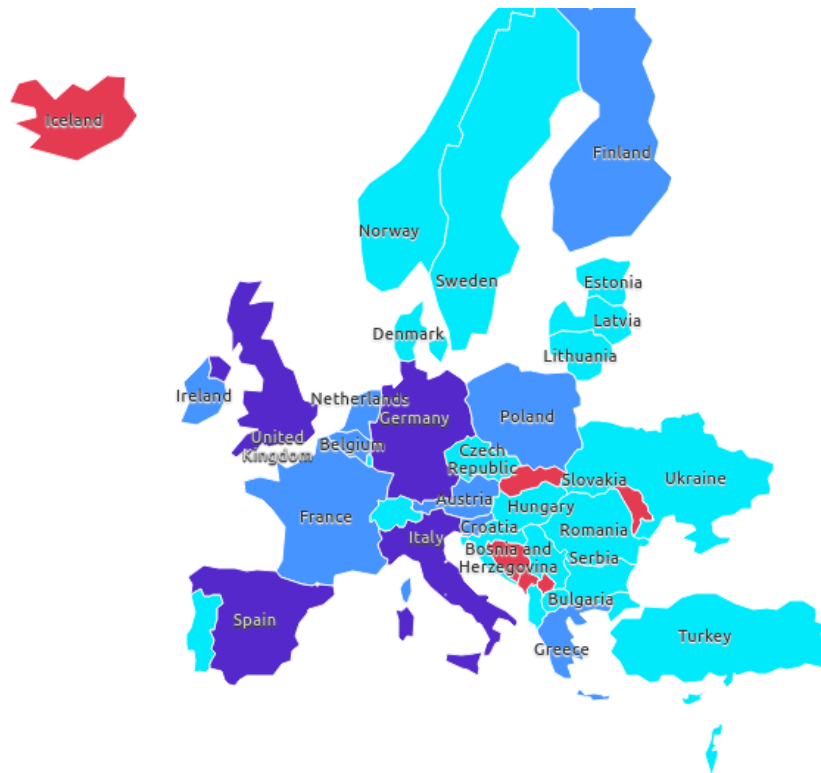 Iceland
Finland
Norway
Sweden
Estonia
Latvia
Denmark
Lithuania
Ireland
Netherlands
Germany
Poland
United
Kingdom
Belgium
Czech
Republic
Slovakia
Ukraine
Austria
Hungary
France
Croatia
Romania
Italy
Bosnia and
Herzegovina
Serbia
Bulgaria
Spain
Turkey
Greece